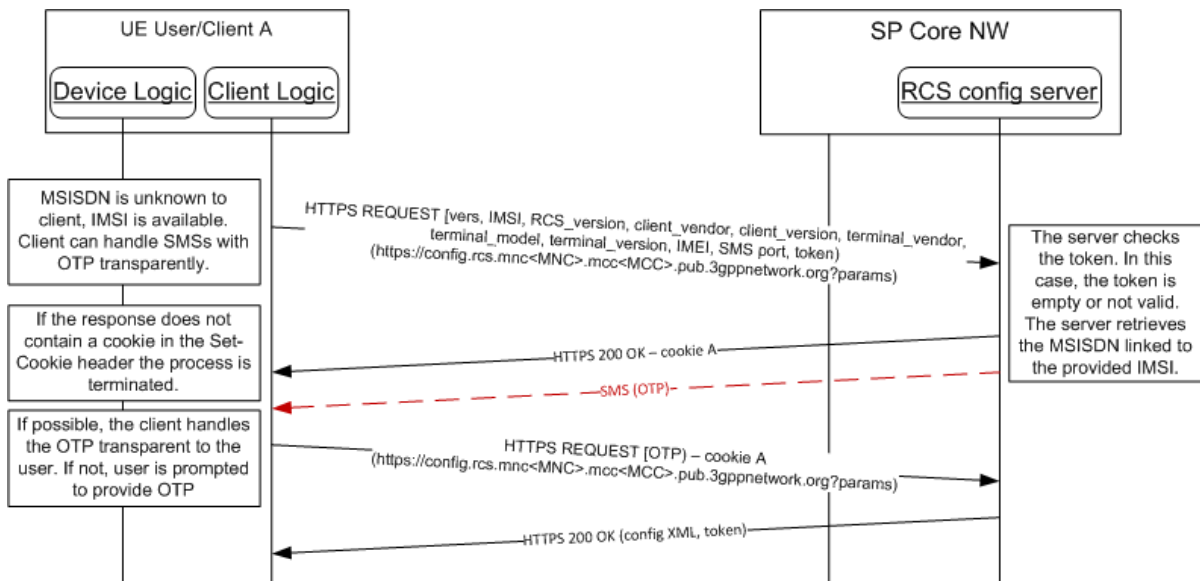 UE User/Client A
SP Core NW
Device Logic
Client Logic
RCS config server
MSISDN is unknown to
client, IMSI is available.
Client can handle SMSs with
OTP transparently.
HTTPS REQUEST [vers, IMSI, RCS_version, client_vendor, client_version, terminal_vendor,
terminal_model, terminal_version, IMEI, SMS port, token)
(https://config.rcs.mnc<MNC>.mcc<MCC>.pub.3gppnetwork.org?params)
The server checks
the token. In this
case, the token is
empty or not valid.
The server retrieves
the MSISDN linked to
the provided IMSI.
If the response does not
contain a cookie in the Set-
Cookie header the process is
terminated.
HTTPS 200 OK – cookie A
SMS (OTP)
If possible, the client handles
the OTP transparent to the
user. If not, user is prompted
to provide OTP
HTTPS REQUEST [OTP) – cookie A
(https://config.rcs.mnc<MNC>.mcc<MCC>.pub.3gppnetwork.org?params)
HTTPS 200 OK (config XML, token)